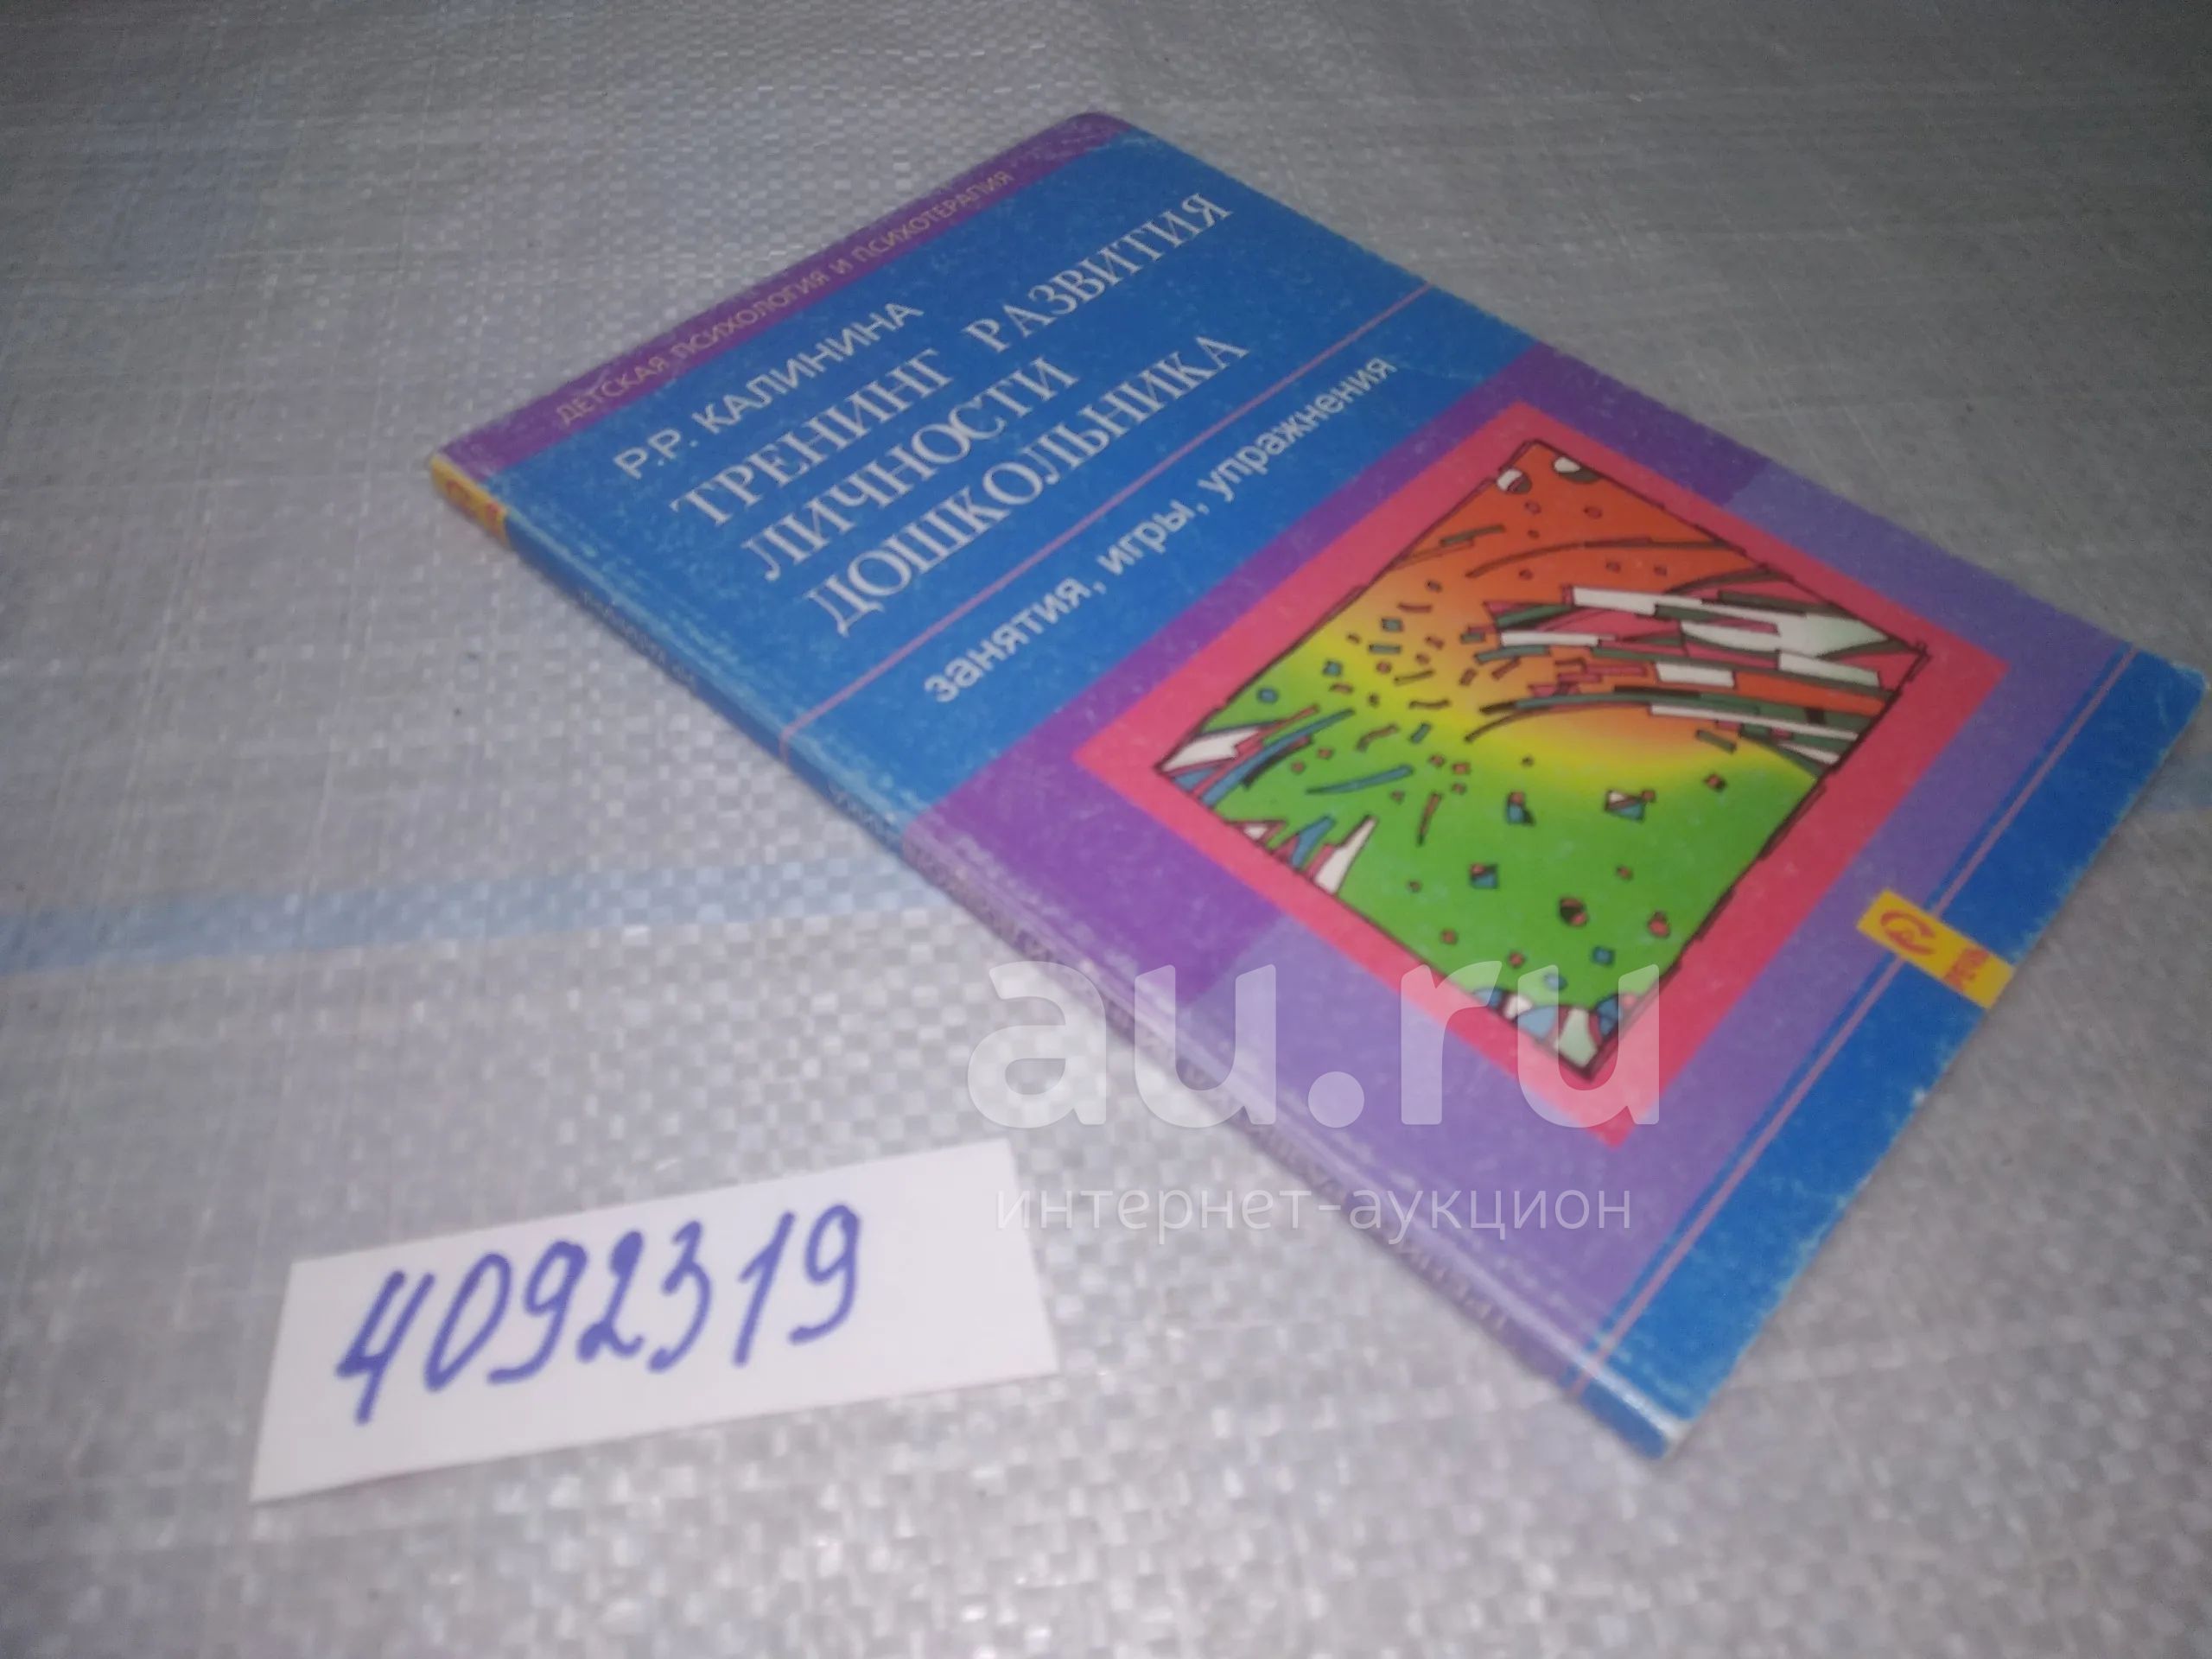 ДЕТСКАЯ ПСИХОЛОГИЯ И ПСИХОТЕРАПИЯ
Р.Р. КАЛИНИНА
ТРЕНИНГ РАЗВИТИЯ
ЛИЧНОСТИ
ДОШКОЛЬНИКА
занятия, игры, упражнения
au.ru
интернет-аукцион
4092319